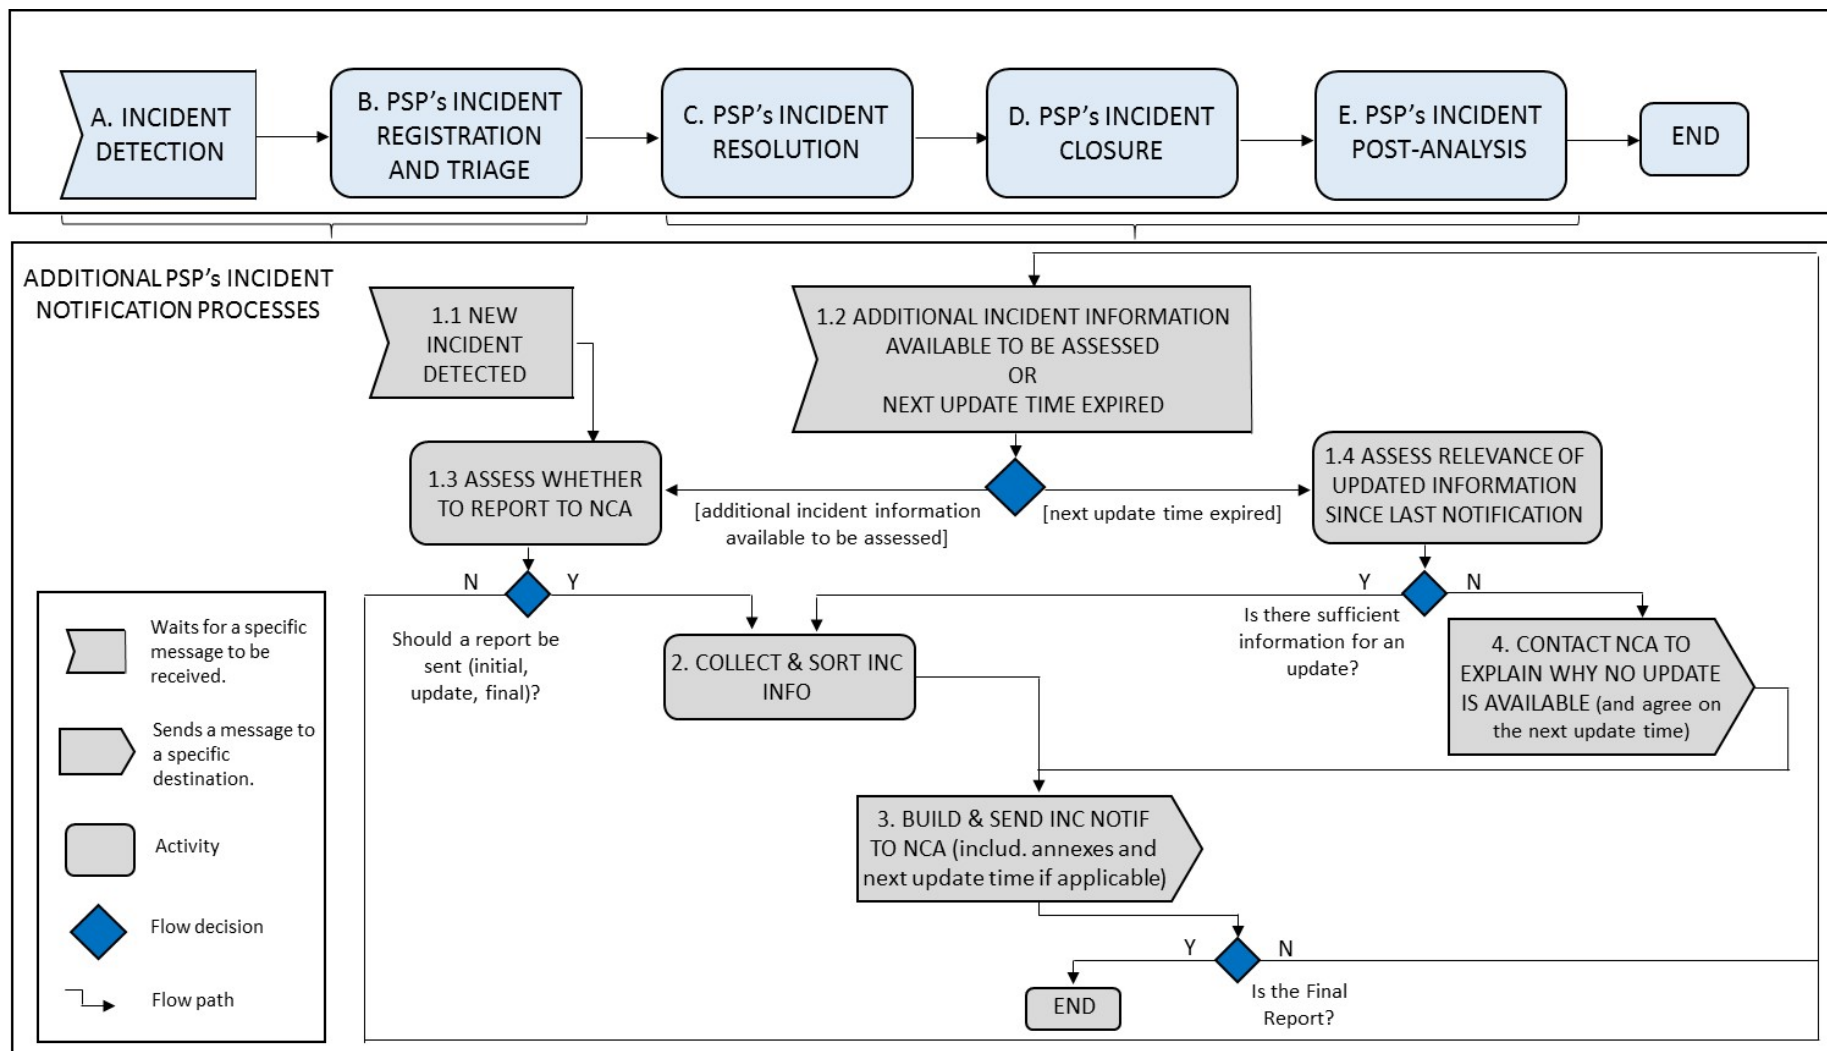 A. INCIDENT
DETECTION
B. PSP's INCIDENT
REGISTRATION
AND TRIAGE
C. PSP's INCIDENT
RESOLUTION
D. PSP's INCIDENT
CLOSURE
E. PSP's INCIDENT
POST-ANALYSIS
END
ADDITIONAL PSP's INCIDENT
NOTIFICATION PROCESSES
1.1 NEW
INCIDENT
DETECTED
1.2 ADDITIONAL INCIDENT INFORMATION
AVAILABLE TO BE ASSESSED
OR
NEXT UPDATE TIME EXPIRED
1.3 ASSESS WHETHER
TO REPORT TO NCA
[additional incident information
available to be assessed]
[next update time expired]
1.4 ASSESS RELEVANCE OF
UPDATED INFORMATION
SINCE LAST NOTIFICATION
N
Y
Should a report be
sent (initial,
update, final)?
Y
N
Is there sufficient
information for an
update?
2. COLLECT & SORT INC
INFO
4. CONTACT NCA TO
EXPLAIN WHY NO UPDATE
IS AVAILABLE (and agree on
the next update time)
3. BUILD & SEND INC NOTIF
TO NCA (includ. annexes and
next update time if applicable)
Y
N
Is the Final
Report?
END
Waits for a specific
message to be
received.
Sends a message to
a specific
destination.
Activity
Flow decision
Flow path